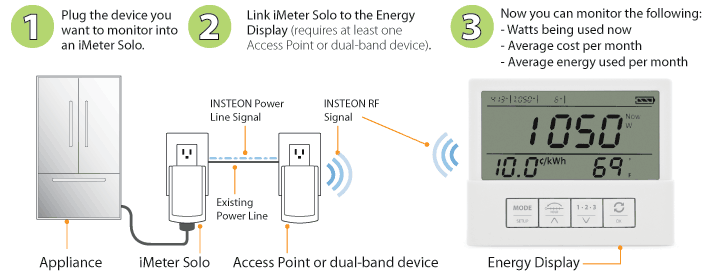 1
Plug the device you
want to monitor into
an iMeter Solo.
2
Link iMeter Solo to the Energy
Display (requires at least one
Access Point or dual-band device).
3
Now you can monitor the following:
- Watts being used now
- Average cost per month
- Average energy used per month
INSTEON Power
Line Signal
INSTEON RF
Signal
Existing
Power Line
Appliance
iMeter Solo
Access Point or dual-band device
1050
Now
W
10.0 ¢/kWh
69
MODE
SETUP
1-2-3
OK
Energy Display